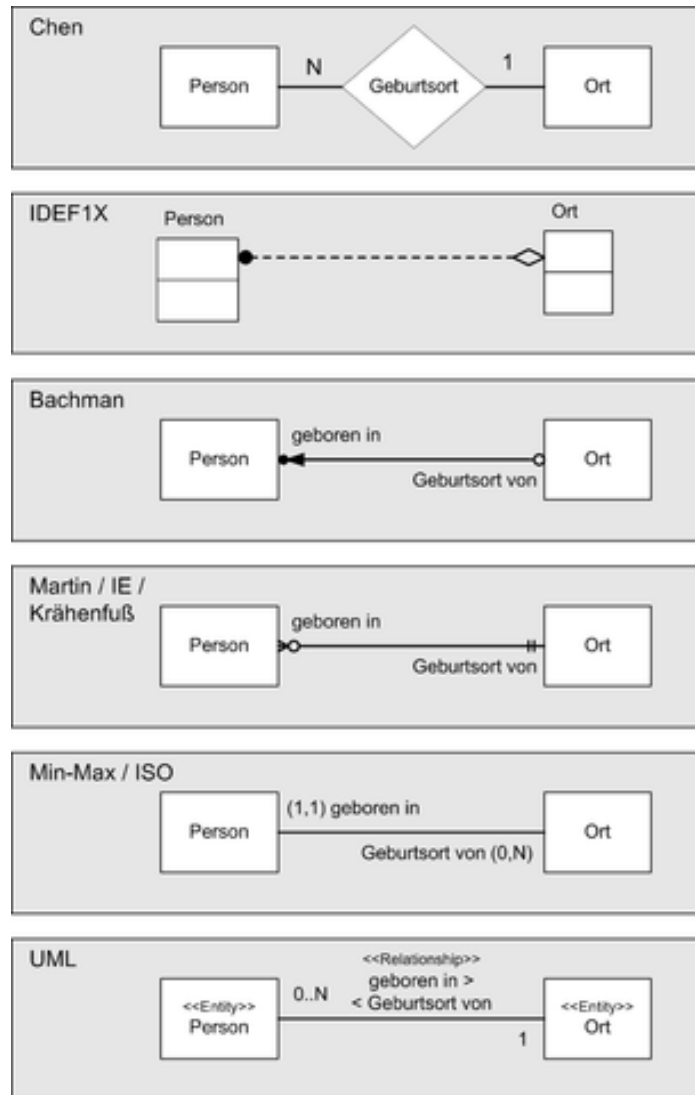 Chen
Person
N
Geburtsort
1
Ort
IDEF1X
Person
Ort
Bachman
Person
geboren in
Geburtsort von
Ort
Martin / IE /
Krähenfuß
Person
geboren in
Geburtsort von
Ort
Min-Max / ISO
Person
(1,1) geboren in
Geburtsort von (0,N)
Ort
UML
<<Entity>>
Person
0..N
<<Relationship>>
geboren in >
< Geburtsort von
1
<<Entity>>
Ort